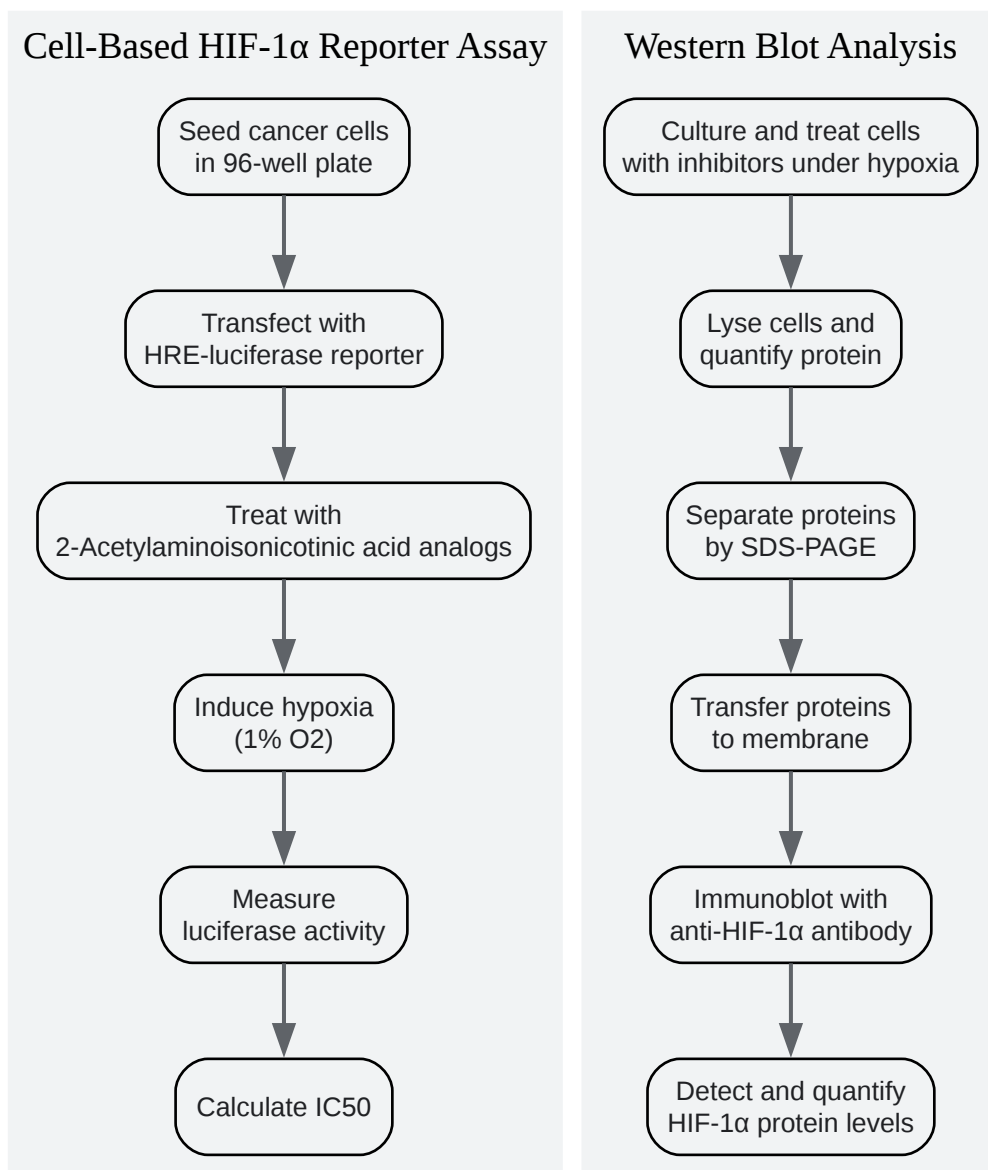 Cell-Based HIF-1α Reporter Assay
Seed cancer cells
in 96-well plate
Transfect with
HRE-luciferase reporter
Treat with
2-Acetylaminoisonicotinic acid analogs
Induce hypoxia
(1% O2)
Measure
luciferase activity
Calculate IC50
Western Blot Analysis
Culture and treat cells
with inhibitors under hypoxia
Lyse cells and
quantify protein
Separate proteins
by SDS-PAGE
Transfer proteins
to membrane
Immunoblot with
anti-HIF-1α antibody
Detect and quantify
HIF-1α protein levels